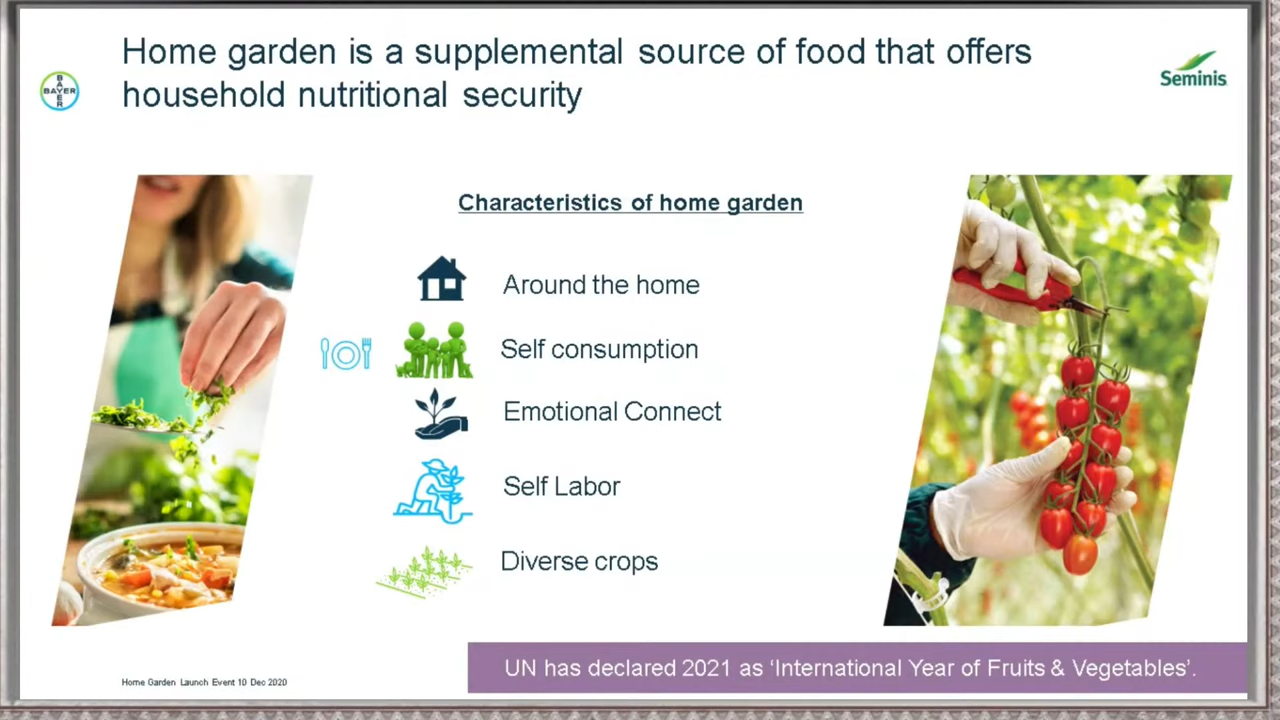 Home garden is a supplemental source of food that offers
household nutritional security
BAYER
BAYER
Seminis
Characteristics of home garden
Around the home
Self consumption
Emotional Connect
Self Labor
Diverse crops
UN has declared 2021 as ‘International Year of Fruits & Vegetables’.
Home Garden Launch Event 10 Dec 2020